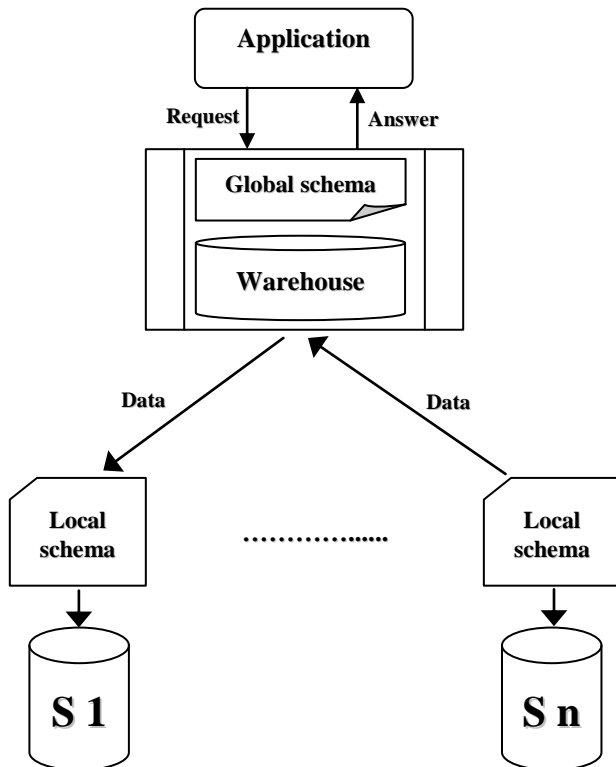 Application
Request
Answer
Global schema
Warehouse
Data
Data
Local
schema
....................
Local
schema
S 1
S n